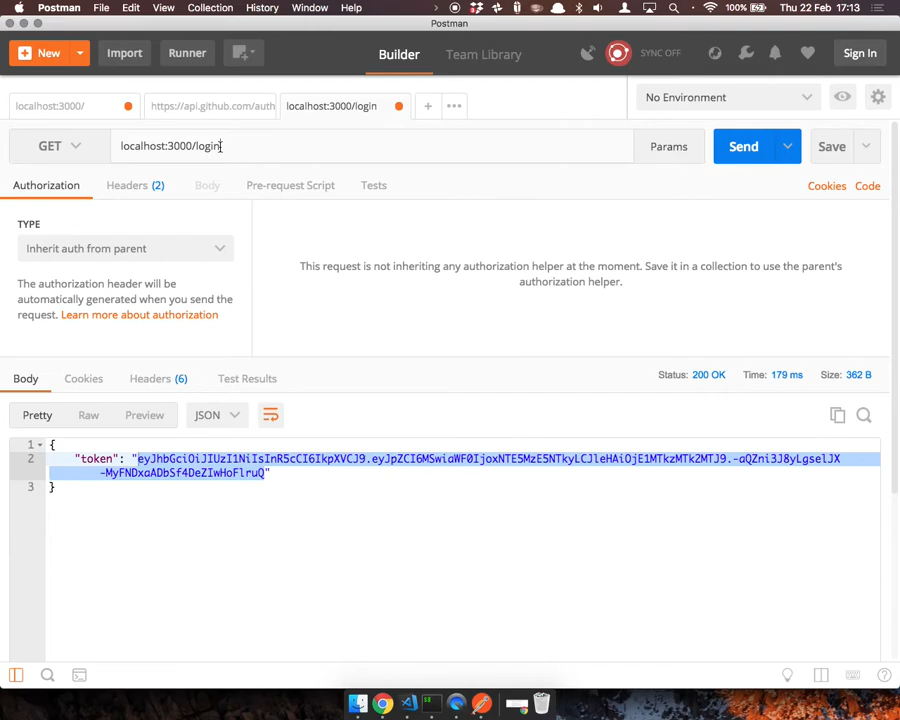 Postman File Edit View Collection History Window Help 100% Thu 22 Feb 17:13
Postman
New Import Runner Builder Team Library SYNC OFF Sign In
localhost:3000/ https://api.github.com/auth localhost:3000/login No Environment
GET localhost:3000/login Params Send Save
Authorization Headers (2) Body Pre-request Script Tests Cookies Code
TYPE
Inherit auth from parent
The authorization header will be
automatically generated when you send the
request. Learn more about authorization
This request is not inheriting any authorization helper at the moment. Save it in a collection to use the parent's
authorization helper.
Body Cookies Headers (6) Test Results Status: 200 OK Time: 179 ms Size: 362 B
Pretty Raw Preview JSON
1 {
2 "token": "eyJhbGciOiJIUzI1NiIsInR5cCI6IkpXVCJ9.eyJpZCI6MSwiaWF0IjoxNTE5MzE5NTkyLCJleHAiOjE1MTkzMTk2MTJ9.-aQZni3J8yLgselJX
-MyFNDxaADbSf4DeZIwHoFlruQ"
3 }